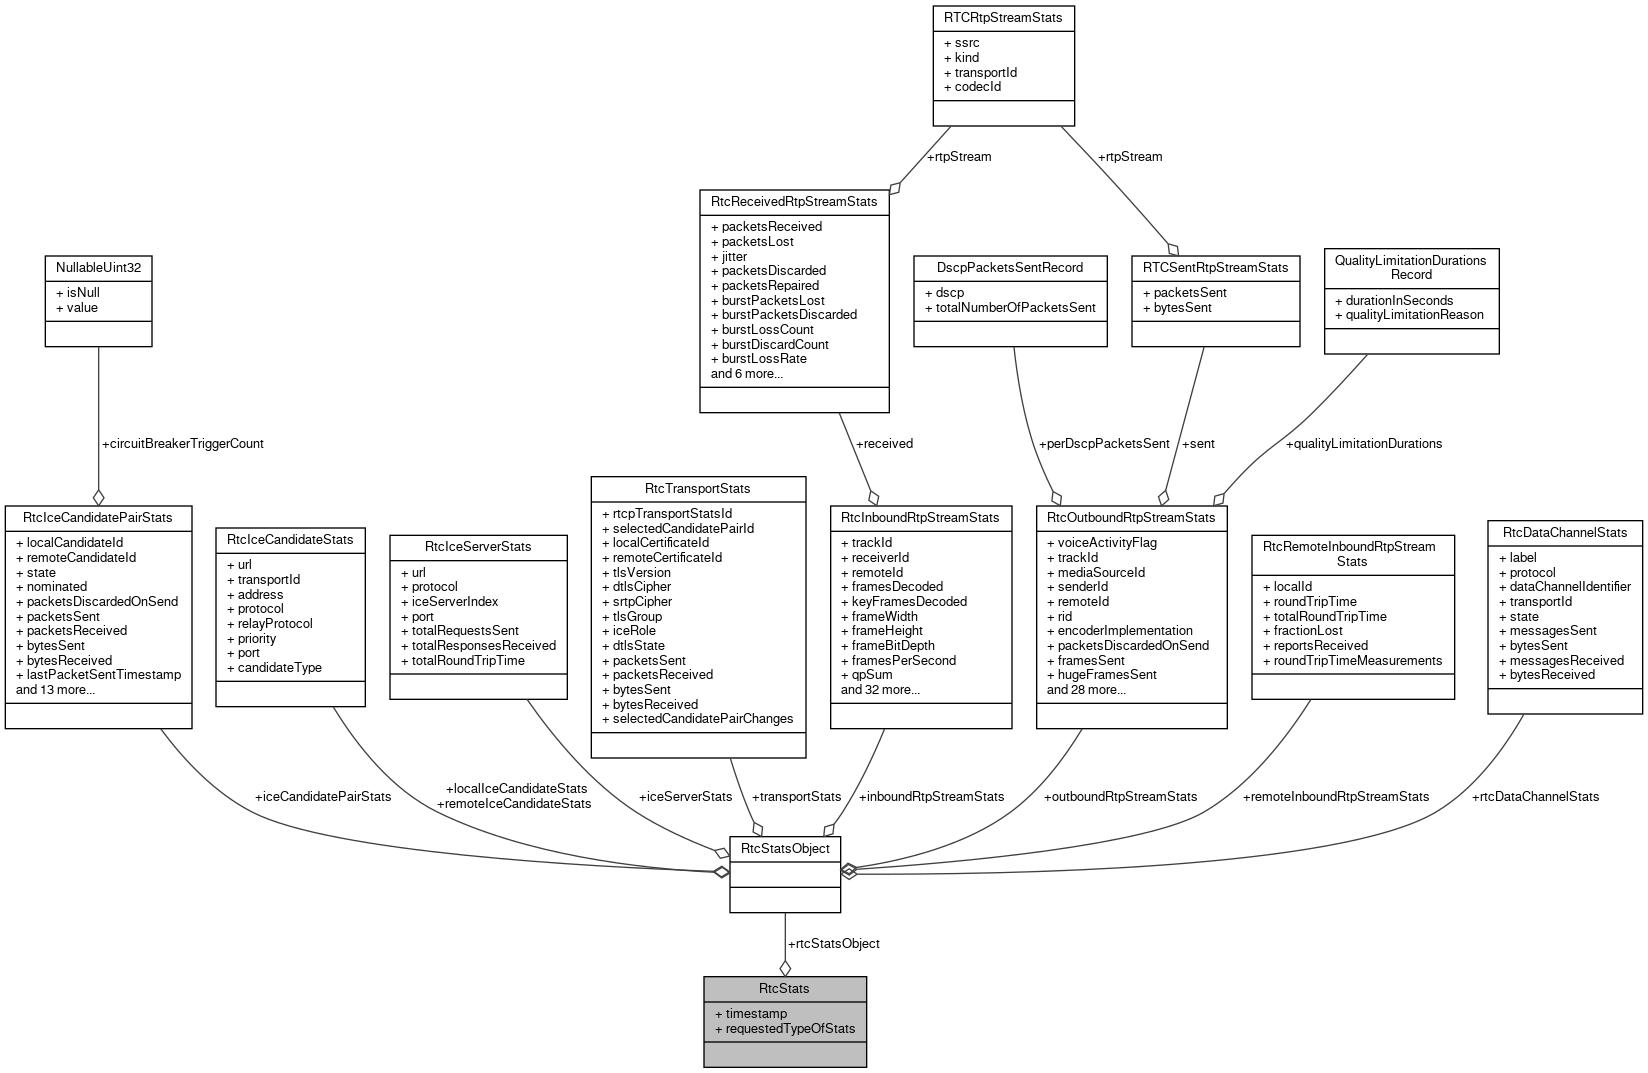 RTCRtpStreamStats
+ ssrc
+ kind
+ transportId
+ codecId
+rtpStream
+rtpStream
RtcReceivedRtpStreamStats
+ packetsReceived
+ packetsLost
+ jitter
+ packetsDiscarded
+ packetsRepaired
+ burstPacketsLost
+ burstPacketsDiscarded
+ burstLossCount
+ burstDiscardCount
+ burstLossRate
and 6 more...
NullableUint32
+ isNull
+ value
DscpPacketsSentRecord
+ dscp
+ totalNumberOfPacketsSent
RTCSentRtpStreamStats
+ packetsSent
+ bytesSent
QualityLimitationDurations
Record
+ durationInSeconds
+ qualityLimitationReason
+circuitBreakerTriggerCount
+received
+perDscpPacketsSent
+sent
+qualityLimitationDurations
RtcIceCandidatePairStats
+ localCandidateId
+ remoteCandidateId
+ state
+ nominated
+ packetsDiscardedOnSend
+ packetsSent
+ packetsReceived
+ bytesSent
+ bytesReceived
+ lastPacketSentTimestamp
and 13 more...
RtcIceCandidateStats
+ url
+ transportId
+ address
+ protocol
+ relayProtocol
+ priority
+ port
+ candidateType
RtcIceServerStats
+ url
+ protocol
+ iceServerIndex
+ port
+ totalRequestsSent
+ totalResponsesReceived
+ totalRoundTripTime
RtcTransportStats
+ rtcpTransportStatsId
+ selectedCandidatePairId
+ localCertificateId
+ remoteCertificateId
+ tlsVersion
+ dtlsCipher
+ srtpCipher
+ tlsGroup
+ iceRole
+ dtlsState
+ packetsSent
+ packetsReceived
+ bytesSent
+ bytesReceived
+ selectedCandidatePairChanges
RtcInboundRtpStreamStats
+ trackId
+ receiverId
+ remoteId
+ framesDecoded
+ keyFramesDecoded
+ frameWidth
+ frameHeight
+ frameBitDepth
+ framesPerSecond
+ qpSum
and 32 more...
RtcOutboundRtpStreamStats
+ voiceActivityFlag
+ trackId
+ mediaSourceId
+ senderId
+ remoteId
+ rid
+ encoderImplementation
+ packetsDiscardedOnSend
+ framesSent
+ hugeFramesSent
and 28 more...
RtcRemoteInboundRtpStream
Stats
+ localId
+ roundTripTime
+ totalRoundTripTime
+ fractionLost
+ reportsReceived
+ roundTripTimeMeasurements
RtcDataChannelStats
+ label
+ protocol
+ dataChannelIdentifier
+ transportId
+ state
+ messagesSent
+ bytesSent
+ messagesReceived
+ bytesReceived
+iceCandidatePairStats
+localIceCandidateStats
+remoteIceCandidateStats
+iceServerStats
+transportStats
+inboundRtpStreamStats
+outboundRtpStreamStats
+remoteInboundRtpStreamStats
+rtcDataChannelStats
RtcStatsObject
+rtcStatsObject
RtcStats
+ timestamp
+ requestedTypeOfStats